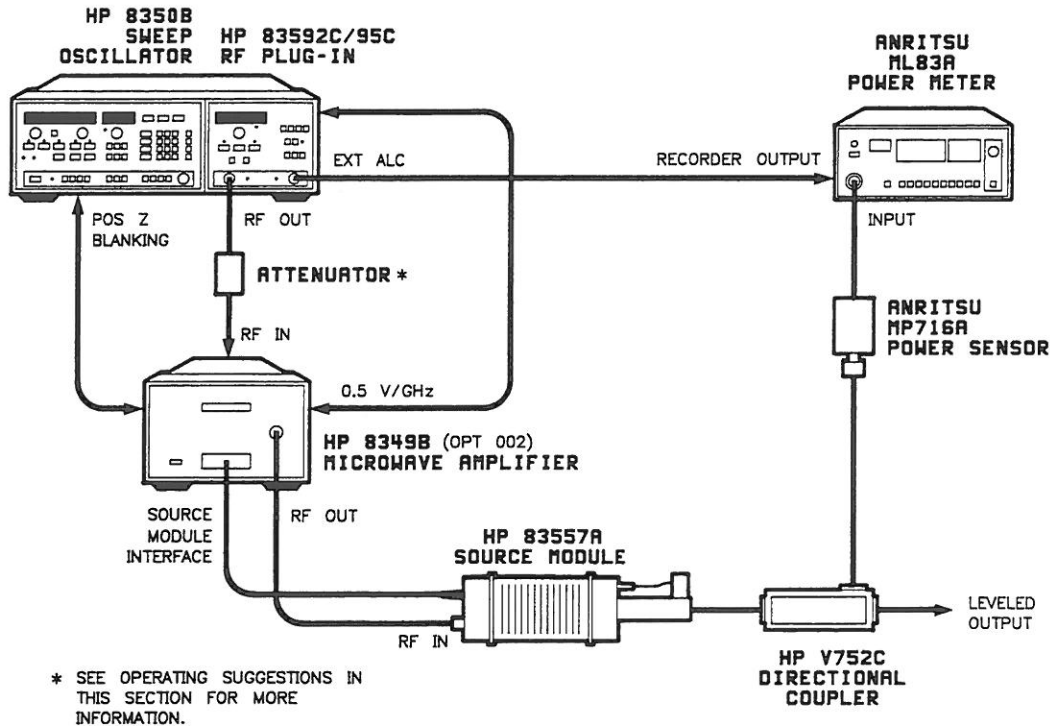 HP 8350B
SWEEP
OSCILLATOR
HP 83592C/95C
RF PLUG-IN
ANRITSU
ML83A
POWER METER
EXT ALC
RECORDER OUTPUT
POS Z
BLANKING
RF OUT
INPUT
ATTENUATOR *
ANRITSU
MP716A
POWER SENSOR
RF IN
0.5 V/GHz
HP 8349B (OPT 002)
MICROWAVE AMPLIFIER
SOURCE
MODULE
INTERFACE
RF OUT
HP 83557A
SOURCE MODULE
RF IN
LEVELED
OUTPUT
HP V752C
DIRECTIONAL
COUPLER
* SEE OPERATING SUGGESTIONS IN
THIS SECTION FOR MORE
INFORMATION.